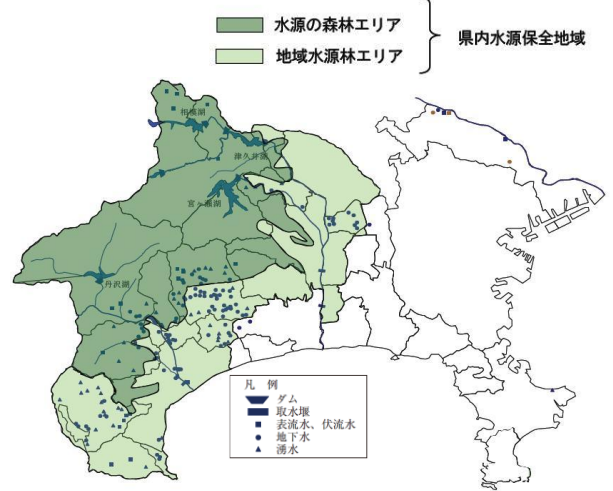 水源の森林エリア
地域水源林エリア
県内水源保全地域
相模湖
津久井湖
宮ヶ瀬湖
丹沢湖
凡 例
ダム
取水堰
表流水、伏流水
地下水
湧水